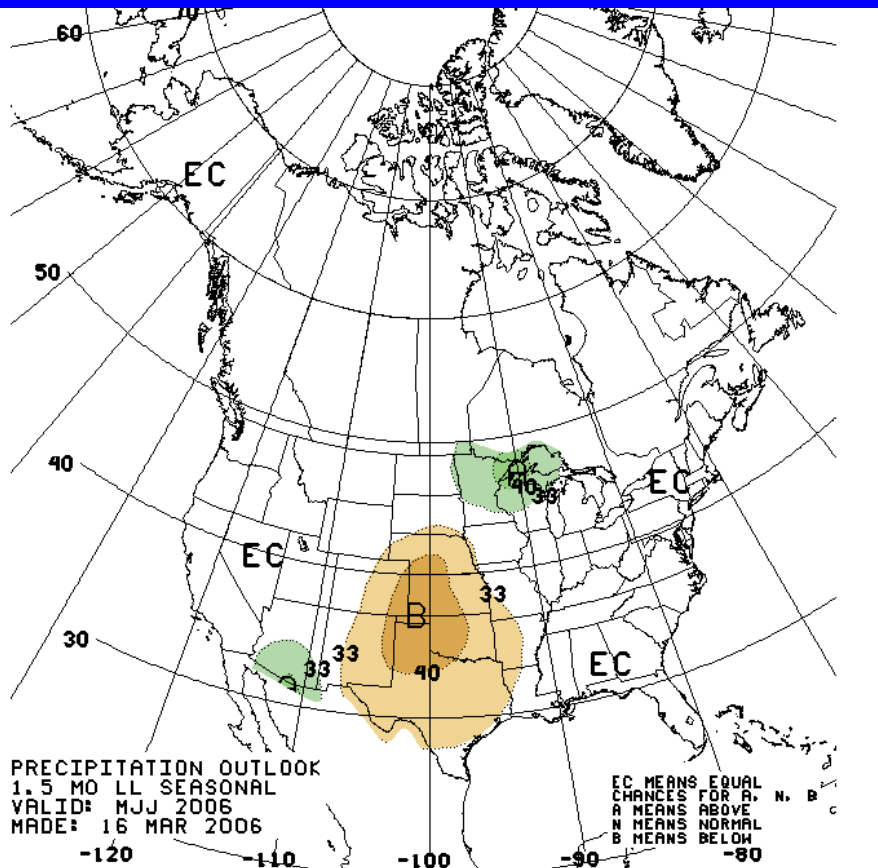 70
60
EC
50
40
A
40
33
EC
EC
33
B
30
33
33
40
A
EC
PRECIPITATION OUTLOOK
1.5 MO LL SEASONAL
VALID: MJJ 2006
MADE: 16 MAR 2006
EC MEANS EQUAL
CHANCES FOR A, N, B
A MEANS ABOVE
N MEANS NORMAL
B MEANS BELOW
-120
-110
-100
-90
-80